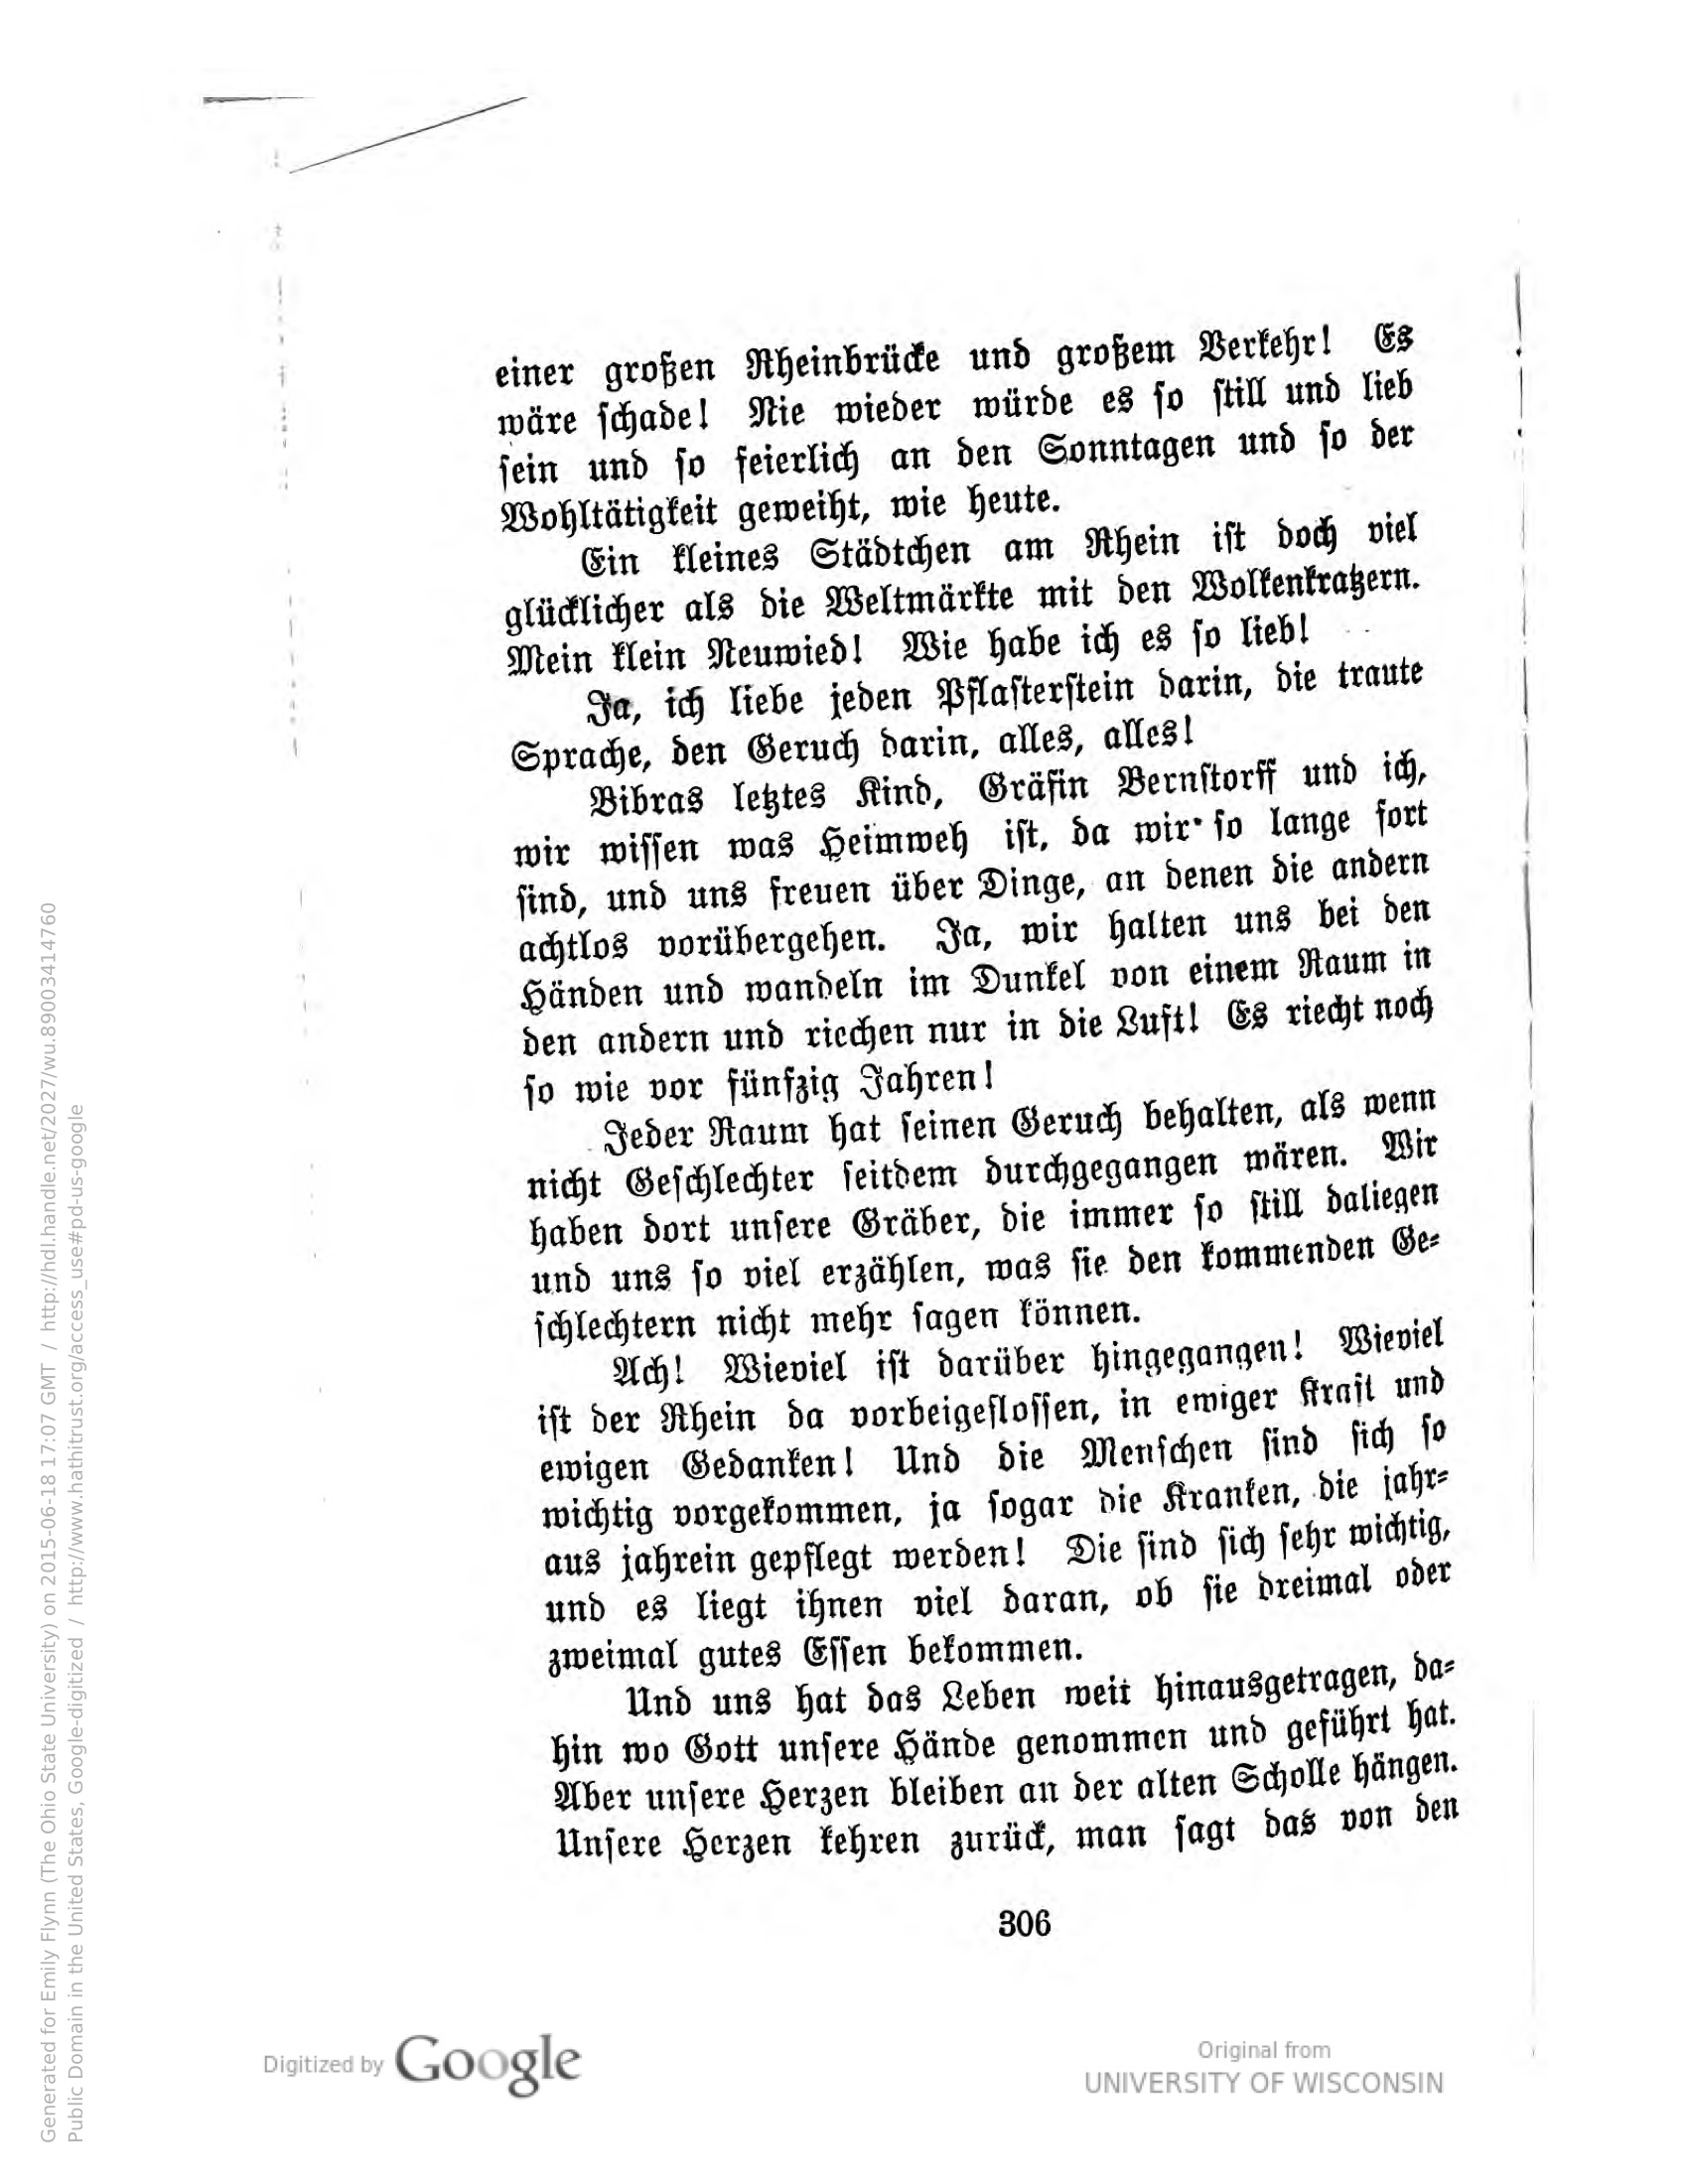 einer großen Rheinbrücke und großem Verkehr! Es
wäre schade! Nie wieder würde es so still und lieb
sein und so feierlich an den Sonntagen und so der
Wohltätigkeit geweiht, wie heute.
Ein kleines Städtchen am Rhein ist doch viel
glücklicher als die Weltmärkte mit den Wolkenkratzern.
Mein klein Neuwied! Wie habe ich es so lieb!
Ja, ich liebe jeden Pflasterstein darin, die traute
Sprache, den Geruch darin, alles, alles!
Bibras letztes Kind, Gräfin Bernstorff und ich,
wir wissen was Heimweh ist, da wir so lange fort
sind, und uns freuen über Dinge, an denen die andern
achtlos vorübergehen. Ja, wir halten uns bei den
Händen und wandeln im Dunkel von einem Raum in
den andern und riechen nur in die Luft! Es riecht noch
so wie vor fünfzig Jahren!
Jeder Raum hat seinen Geruch behalten, als wenn
nicht Geschlechter seitdem durchgegangen wären. Wir
haben dort unsere Gräber, die immer so still daliegen
und uns so viel erzählen, was sie den kommenden Ge-
schlechtern nicht mehr sagen können.
Ach! Wieviel ist darüber hingegangen! Wieviel
ist der Rhein da vorbeigeflossen, in ewiger Kraft und
ewigen Gedanken! Und die Menschen sind sich so
wichtig vorgekommen, ja sogar die Kranken, die jahr-
aus jahrein gepflegt werden! Die sind sich sehr wichtig,
und es liegt ihnen viel daran, ob sie dreimal oder
zweimal gutes Essen bekommen.
Und uns hat das Leben weit hinausgetragen, da-
hin wo Gott unsere Hände genommen und geführt hat.
Aber unsere Herzen bleiben an der alten Scholle hängen.
Unsere Herzen kehren zurück, man sagt das von den
306
Digitized by Google
Original from
UNIVERSITY OF WISCONSIN
Generated for Emily Flynn (The Ohio State University) on 2015-06-18 17:07 GMT / http://hdl.handle.net/2027/wu.89003414760
Public Domain in the United States, Google-digitized / http://www.hathitrust.org/access_use#pd-us-google